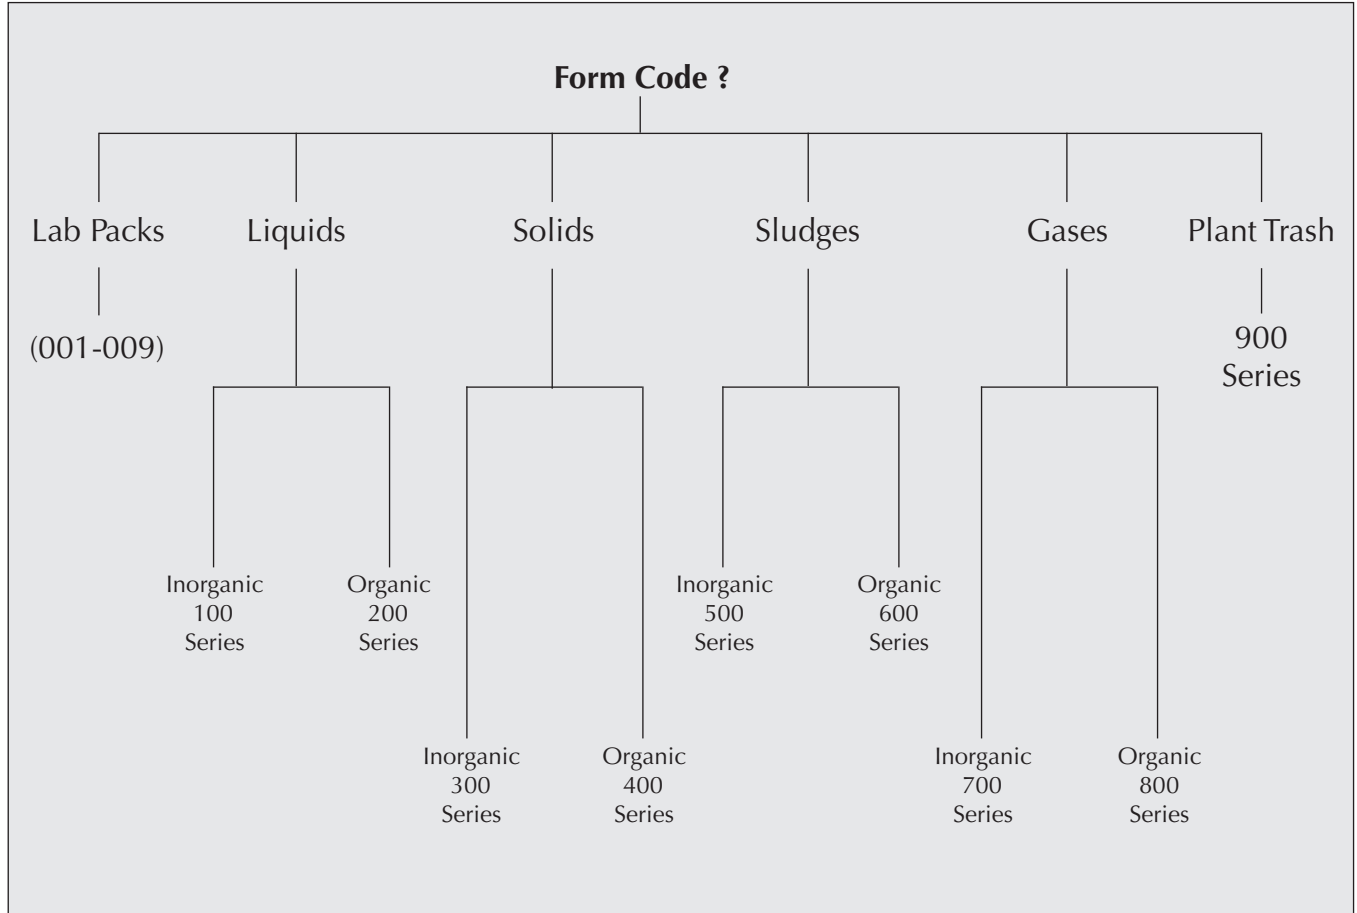 Form Code ?
Lab Packs
Liquids
Solids
Sludges
Gases
Plant Trash
(001-009)
900
Series
Inorganic
100
Series
Organic
200
Series
Inorganic
500
Series
Organic
600
Series
Inorganic
300
Series
Organic
400
Series
Inorganic
700
Series
Organic
800
Series